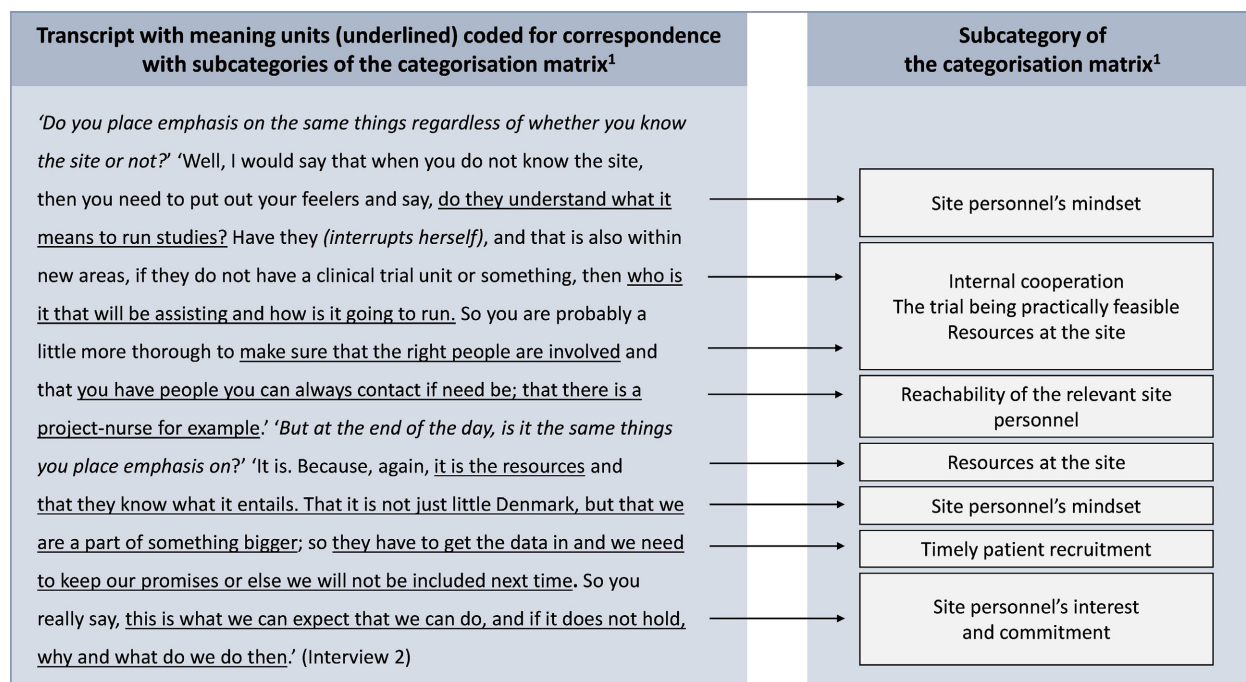 Transcript with meaning units (underlined) coded for correspondence
with subcategories of the categorisation matrix¹
Subcategory of
the categorisation matrix¹
‘Do you place emphasis on the same things regardless of whether you know
the site or not?’ ‘Well, I would say that when you do not know the site,
then you need to put out your feelers and say, do they understand what it
means to run studies? Have they (interrupts herself), and that is also within
new areas, if they do not have a clinical trial unit or something, then who is
it that will be assisting and how is it going to run. So you are probably a
little more thorough to make sure that the right people are involved and
that you have people you can always contact if need be; that there is a
project-nurse for example.’ ‘But at the end of the day, is it the same things
you place emphasis on?’ ‘It is. Because, again, it is the resources and
that they know what it entails. That it is not just little Denmark, but that we
are a part of something bigger; so they have to get the data in and we need
to keep our promises or else we will not be included next time. So you
really say, this is what we can expect that we can do, and if it does not hold,
why and what do we do then.’ (Interview 2)
Site personnel’s mindset
Internal cooperation
The trial being practically feasible
Resources at the site
Reachability of the relevant site
personnel
Resources at the site
Site personnel’s mindset
Timely patient recruitment
Site personnel’s interest
and commitment